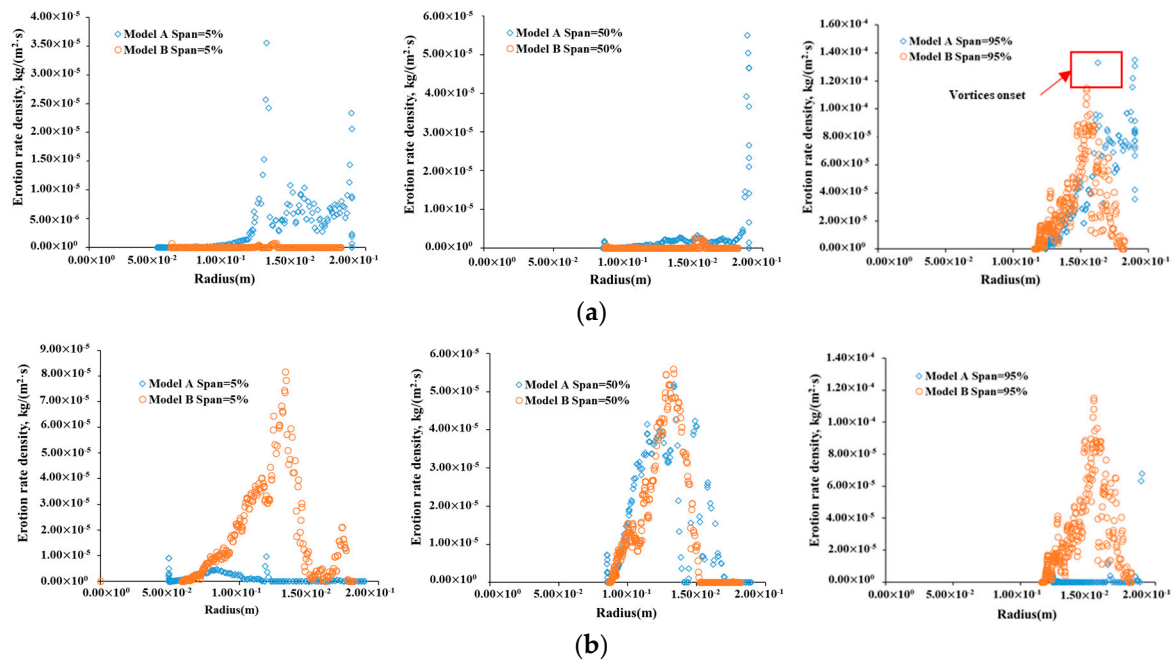 4.00×10⁻⁵
3.50×10⁻⁵
3.00×10⁻⁵
2.50×10⁻⁵
2.00×10⁻⁵
1.50×10⁻⁵
1.00×10⁻⁵
5.00×10⁻⁶
0.00×10⁰
Erotion rate density, kg/(m²·s)
Model A Span=5%
Model B Span=5%
0.00×10⁰ 5.00×10⁻² 1.00×10⁻¹ 1.50×10⁻² 2.00×10⁻¹
Radius(m)
6.00×10⁻⁵
5.00×10⁻⁵
4.00×10⁻⁵
3.00×10⁻⁵
2.00×10⁻⁵
1.00×10⁻⁵
0.00×10⁰
Erotion rate density, kg/(m²·s)
Model A Span=50%
Model B Span=50%
0.00×10⁰ 5.00×10⁻² 1.00×10⁻¹ 1.50×10⁻² 2.00×10⁻¹
Radius(m)
1.60×10⁻⁴
1.40×10⁻⁴
1.20×10⁻⁴
1.00×10⁻⁴
8.00×10⁻⁵
6.00×10⁻⁵
4.00×10⁻⁵
2.00×10⁻⁵
0.00×10⁰
Erotion rate density, kg/(m²·s)
Model A Span=95%
Model B Span=95%
Vortices onset
0.00×10⁰ 5.00×10⁻² 1.00×10⁻¹ 1.50×10⁻² 2.00×10⁻¹
Radius(m)
(a)
9.00×10⁻⁵
8.00×10⁻⁵
7.00×10⁻⁵
6.00×10⁻⁵
5.00×10⁻⁵
4.00×10⁻⁵
3.00×10⁻⁵
2.00×10⁻⁵
1.00×10⁻⁵
0.00×10⁰
Erotion rate density, kg/(m²·s)
Model A Span=5%
Model B Span=5%
0.00×10⁰ 5.00×10⁻² 1.00×10⁻¹ 1.50×10⁻² 2.00×10⁻¹
Radius(m)
6.00×10⁻⁵
5.00×10⁻⁵
4.00×10⁻⁵
3.00×10⁻⁵
2.00×10⁻⁵
1.00×10⁻⁵
0.00×10⁰
Erotion rate density, kg/(m²·s)
Model A Span=50%
Model B Span=50%
0.00×10⁰ 5.00×10⁻² 1.00×10⁻¹ 1.50×10⁻² 2.00×10⁻¹
Radius(m)
1.60×10⁻⁴
1.40×10⁻⁴
1.20×10⁻⁴
1.00×10⁻⁴
8.00×10⁻⁵
6.00×10⁻⁵
4.00×10⁻⁵
2.00×10⁻⁵
0.00×10⁰
Erotion rate density, kg/(m²·s)
Model A Span=95%
Model B Span=95%
0.00×10⁰ 5.00×10⁻² 1.00×10⁻¹ 1.50×10⁻² 2.00×10⁻¹
Radius(m)
(b)